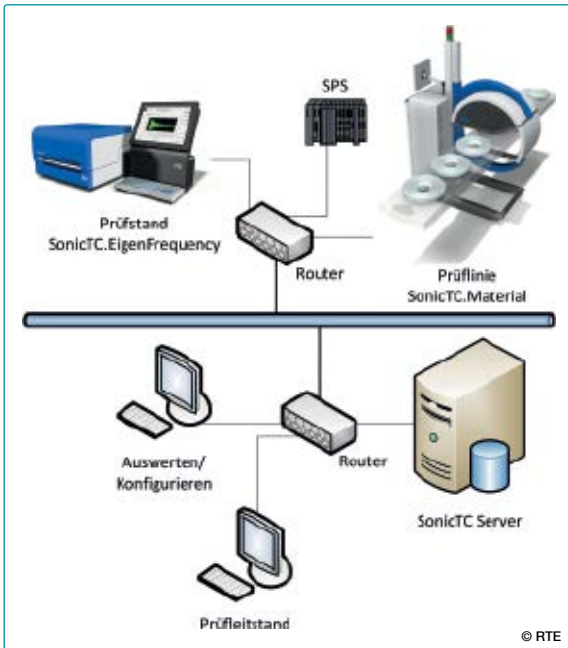 SPS
Prüfstand
SonicTC.EigenFrequency
Router
Prüflinie
SonicTC.Material
Auswerten/
Konfigurieren
Router
SonicTC Server
Prüfleitstand
© RTE